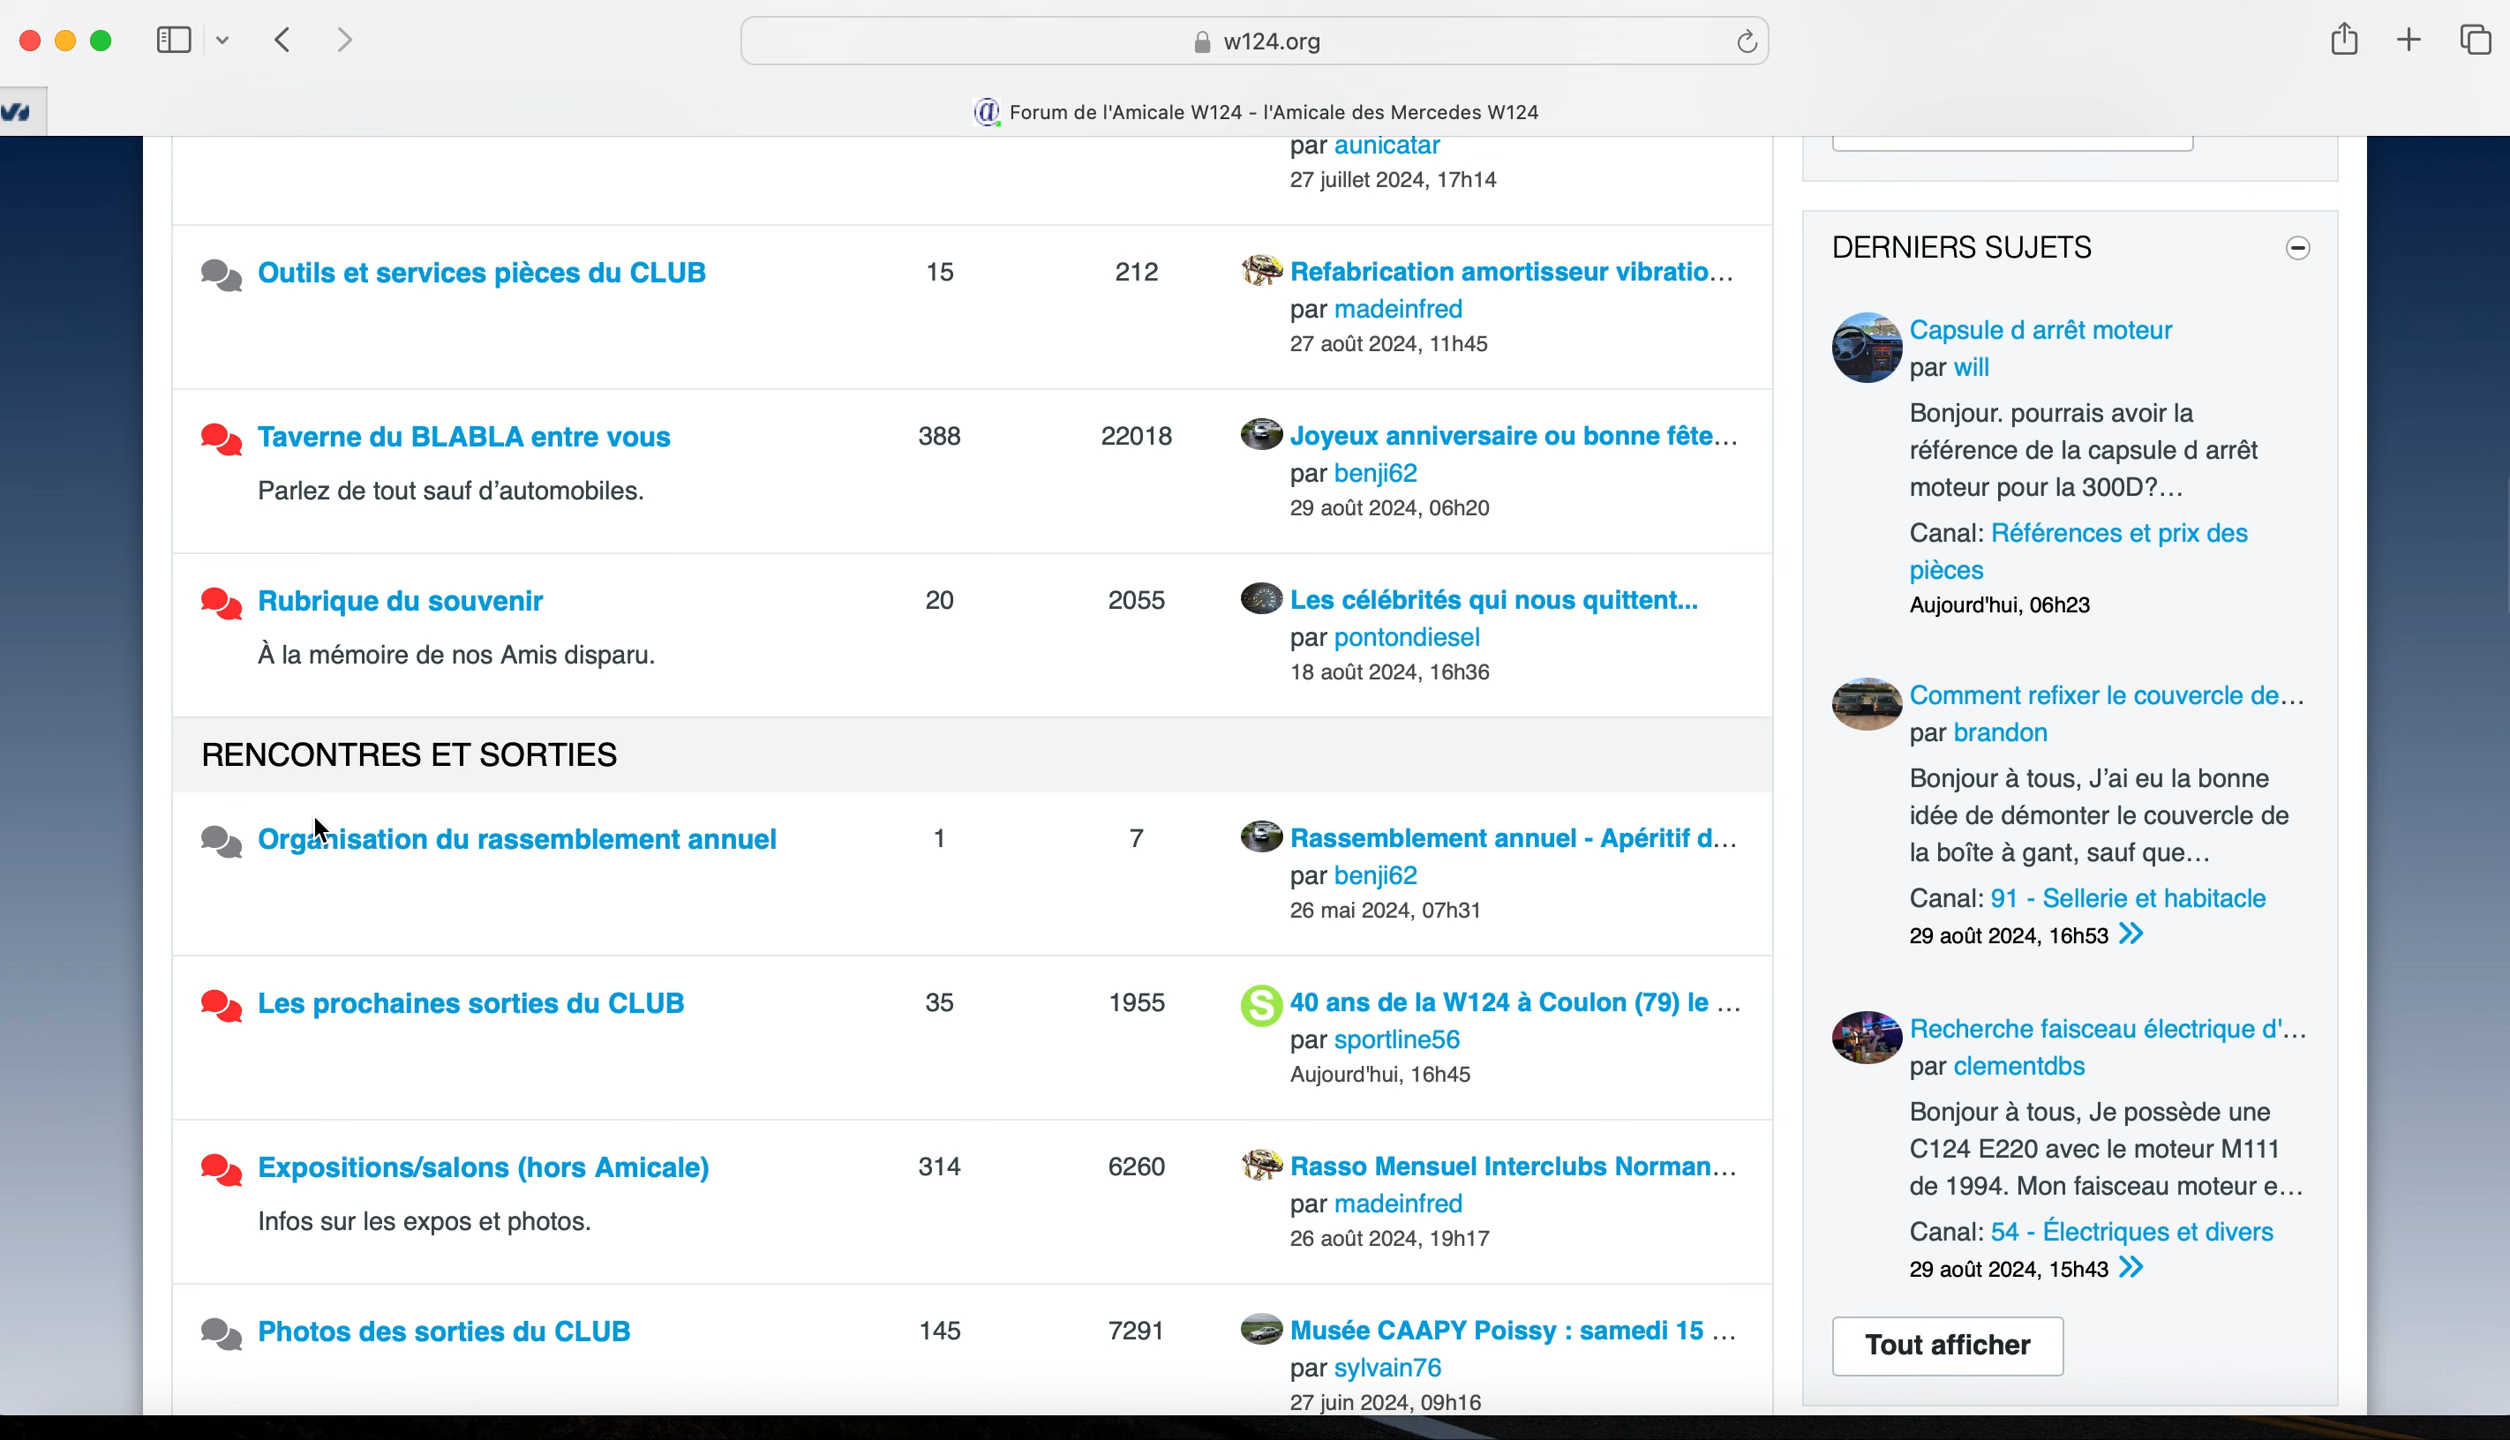 w124.org
Forum de l'Amicale W124 - l'Amicale des Mercedes W124
par aunicatar
27 juillet 2024, 17h14
Outils et services pièces du CLUB
15
212
Refabrication amortisseur vibratio...
par madeinfred
27 août 2024, 11h45
Taverne du BLABLA entre vous
388
22018
Joyeux anniversaire ou bonne fête...
par benji62
Parlez de tout sauf d'automobiles.
29 août 2024, 06h20
Rubrique du souvenir
20
2055
Les célébrités qui nous quittent...
par pontondiesel
À la mémoire de nos Amis disparu.
18 août 2024, 16h36
RENCONTRES ET SORTIES
Organisation du rassemblement annuel
1
7
Rassemblement annuel - Apéritif d...
par benji62
26 mai 2024, 07h31
Les prochaines sorties du CLUB
35
1955
S
40 ans de la W124 à Coulon (79) le ...
par sportline56
Aujourd'hui, 16h45
Expositions/salons (hors Amicale)
314
6260
Rasso Mensuel Interclubs Norman...
par madeinfred
Infos sur les expos et photos.
26 août 2024, 19h17
Photos des sorties du CLUB
145
7291
Musée CAAPY Poissy : samedi 15 ...
par sylvain76
27 juin 2024, 09h16
DERNIERS SUJETS
Capsule d arrêt moteur
par will
Bonjour. pourrais avoir la
référence de la capsule d arrêt
moteur pour la 300D?...
Canal: Références et prix des
pièces
Aujourd'hui, 06h23
Comment refixer le couvercle de...
par brandon
Bonjour à tous, J'ai eu la bonne
idée de démonter le couvercle de
la boîte à gant, sauf que...
Canal: 91 - Sellerie et habitacle
29 août 2024, 16h53
Recherche faisceau électrique d'...
par clementdbs
Bonjour à tous, Je possède une
C124 E220 avec le moteur M111
de 1994. Mon faisceau moteur e...
Canal: 54 - Électriques et divers
29 août 2024, 15h43
Tout afficher